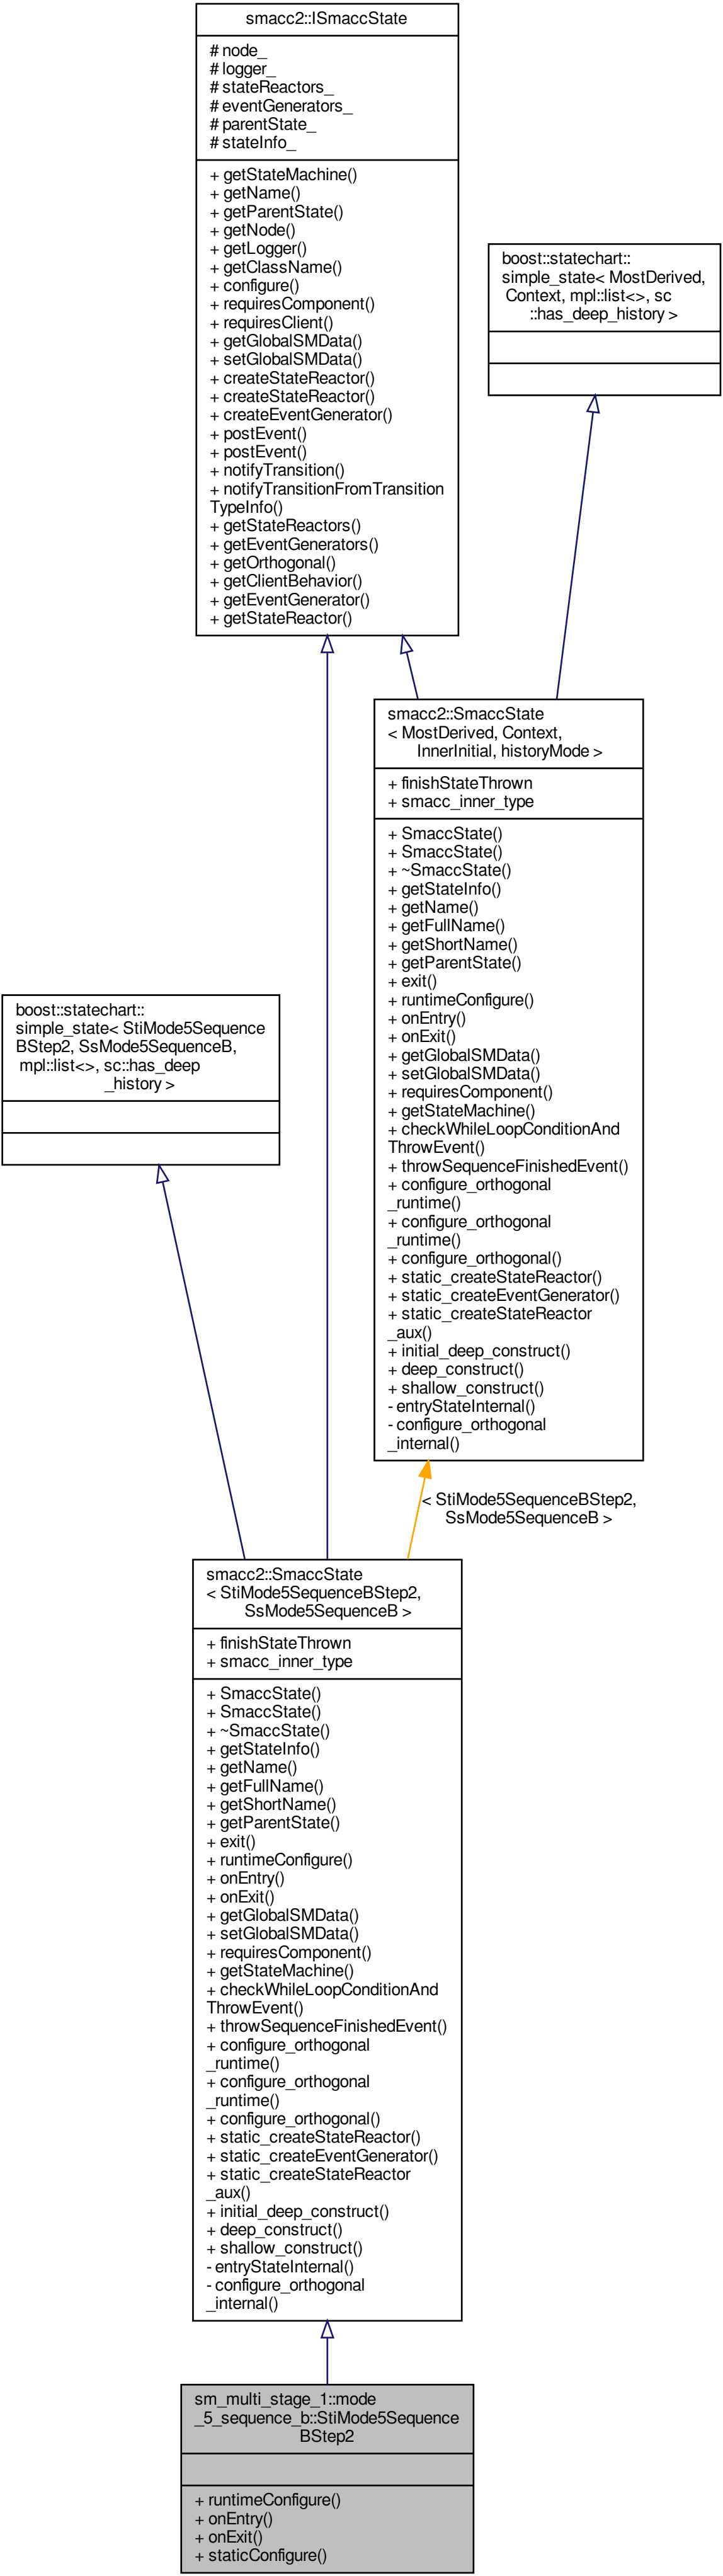 smacc2::ISmaccState
# node_
# logger_
# stateReactors_
# eventGenerators_
# parentState_
# stateInfo_
+ getStateMachine()
+ getName()
+ getParentState()
+ getNode()
+ getLogger()
+ getClassName()
+ configure()
+ requiresComponent()
+ requiresClient()
+ getGlobalSMData()
+ setGlobalSMData()
+ createStateReactor()
+ createStateReactor()
+ createEventGenerator()
+ postEvent()
+ postEvent()
+ notifyTransition()
+ notifyTransitionFromTransition
TypeInfo()
+ getStateReactors()
+ getEventGenerators()
+ getOrthogonal()
+ getClientBehavior()
+ getEventGenerator()
+ getStateReactor()
boost::statechart::
simple_state< MostDerived,
Context, mpl::list<>, sc
::has_deep_history >
smacc2::SmaccState
< MostDerived, Context,
InnerInitial, historyMode >
+ finishStateThrown
+ smacc_inner_type
+ SmaccState()
+ SmaccState()
+ ~SmaccState()
+ getStateInfo()
+ getName()
+ getFullName()
+ getShortName()
+ getParentState()
+ exit()
+ runtimeConfigure()
+ onEntry()
+ onExit()
+ getGlobalSMData()
+ setGlobalSMData()
+ requiresComponent()
+ getStateMachine()
+ checkWhileLoopConditionAnd
ThrowEvent()
+ throwSequenceFinishedEvent()
+ configure_orthogonal
_runtime()
+ configure_orthogonal
_runtime()
+ configure_orthogonal()
+ static_createStateReactor()
+ static_createEventGenerator()
+ static_createStateReactor
_aux()
+ initial_deep_construct()
+ deep_construct()
+ shallow_construct()
- entryStateInternal()
- configure_orthogonal
_internal()
boost::statechart::
simple_state< StiMode5Sequence
BStep2, SsMode5SequenceB,
mpl::list<>, sc::has_deep
_history >
< StiMode5SequenceBStep2,
SsMode5SequenceB >
smacc2::SmaccState
< StiMode5SequenceBStep2,
SsMode5SequenceB >
+ finishStateThrown
+ smacc_inner_type
+ SmaccState()
+ SmaccState()
+ ~SmaccState()
+ getStateInfo()
+ getName()
+ getFullName()
+ getShortName()
+ getParentState()
+ exit()
+ runtimeConfigure()
+ onEntry()
+ onExit()
+ getGlobalSMData()
+ setGlobalSMData()
+ requiresComponent()
+ getStateMachine()
+ checkWhileLoopConditionAnd
ThrowEvent()
+ throwSequenceFinishedEvent()
+ configure_orthogonal
_runtime()
+ configure_orthogonal
_runtime()
+ configure_orthogonal()
+ static_createStateReactor()
+ static_createEventGenerator()
+ static_createStateReactor
_aux()
+ initial_deep_construct()
+ deep_construct()
+ shallow_construct()
- entryStateInternal()
- configure_orthogonal
_internal()
sm_multi_stage_1::mode
_5_sequence_b::StiMode5Sequence
BStep2
+ runtimeConfigure()
+ onEntry()
+ onExit()
+ staticConfigure()